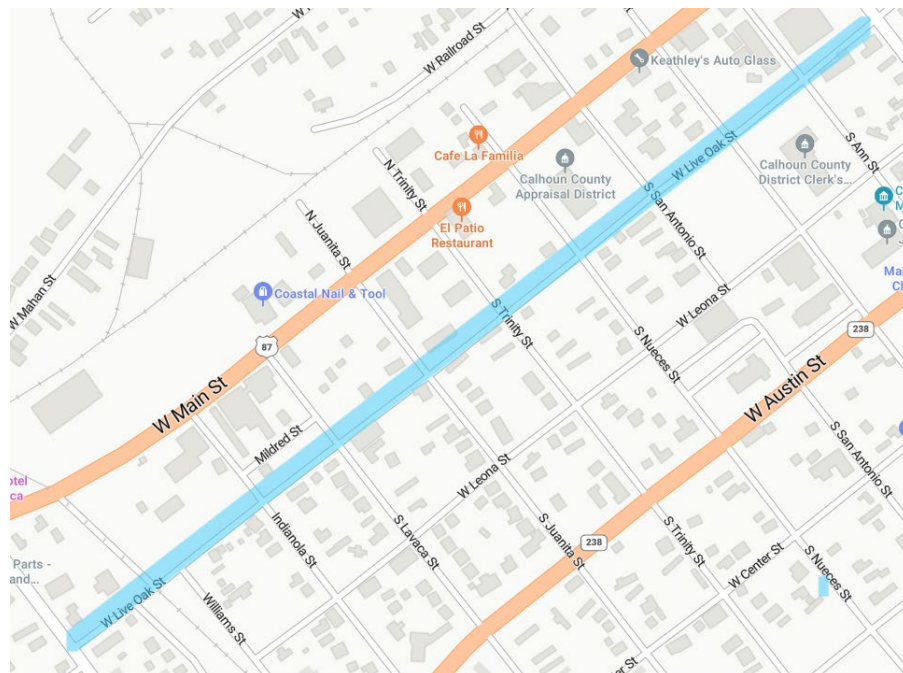 W Railroad St
Keathley's Auto Glass
Cafe La Familia
N Trinity St
Calhoun County
Appraisal District
W Live Oak St
Calhoun County
District Clerk's...
S Ann St
S San Antonio St
El Patio
Restaurant
N Juanita St
W Mahan St
Coastal Nail & Tool
S Trinity St
W Leona St
87
W Main St
S Nueces St
238
W Austin St
Mildred St
S San Antonio St
W Leona St
Indianola St
S Lavaca St
S Juanita St
238
S Trinity St
W Center St
S Nueces St
Parts -
and...
W Live Oak St
Williams St